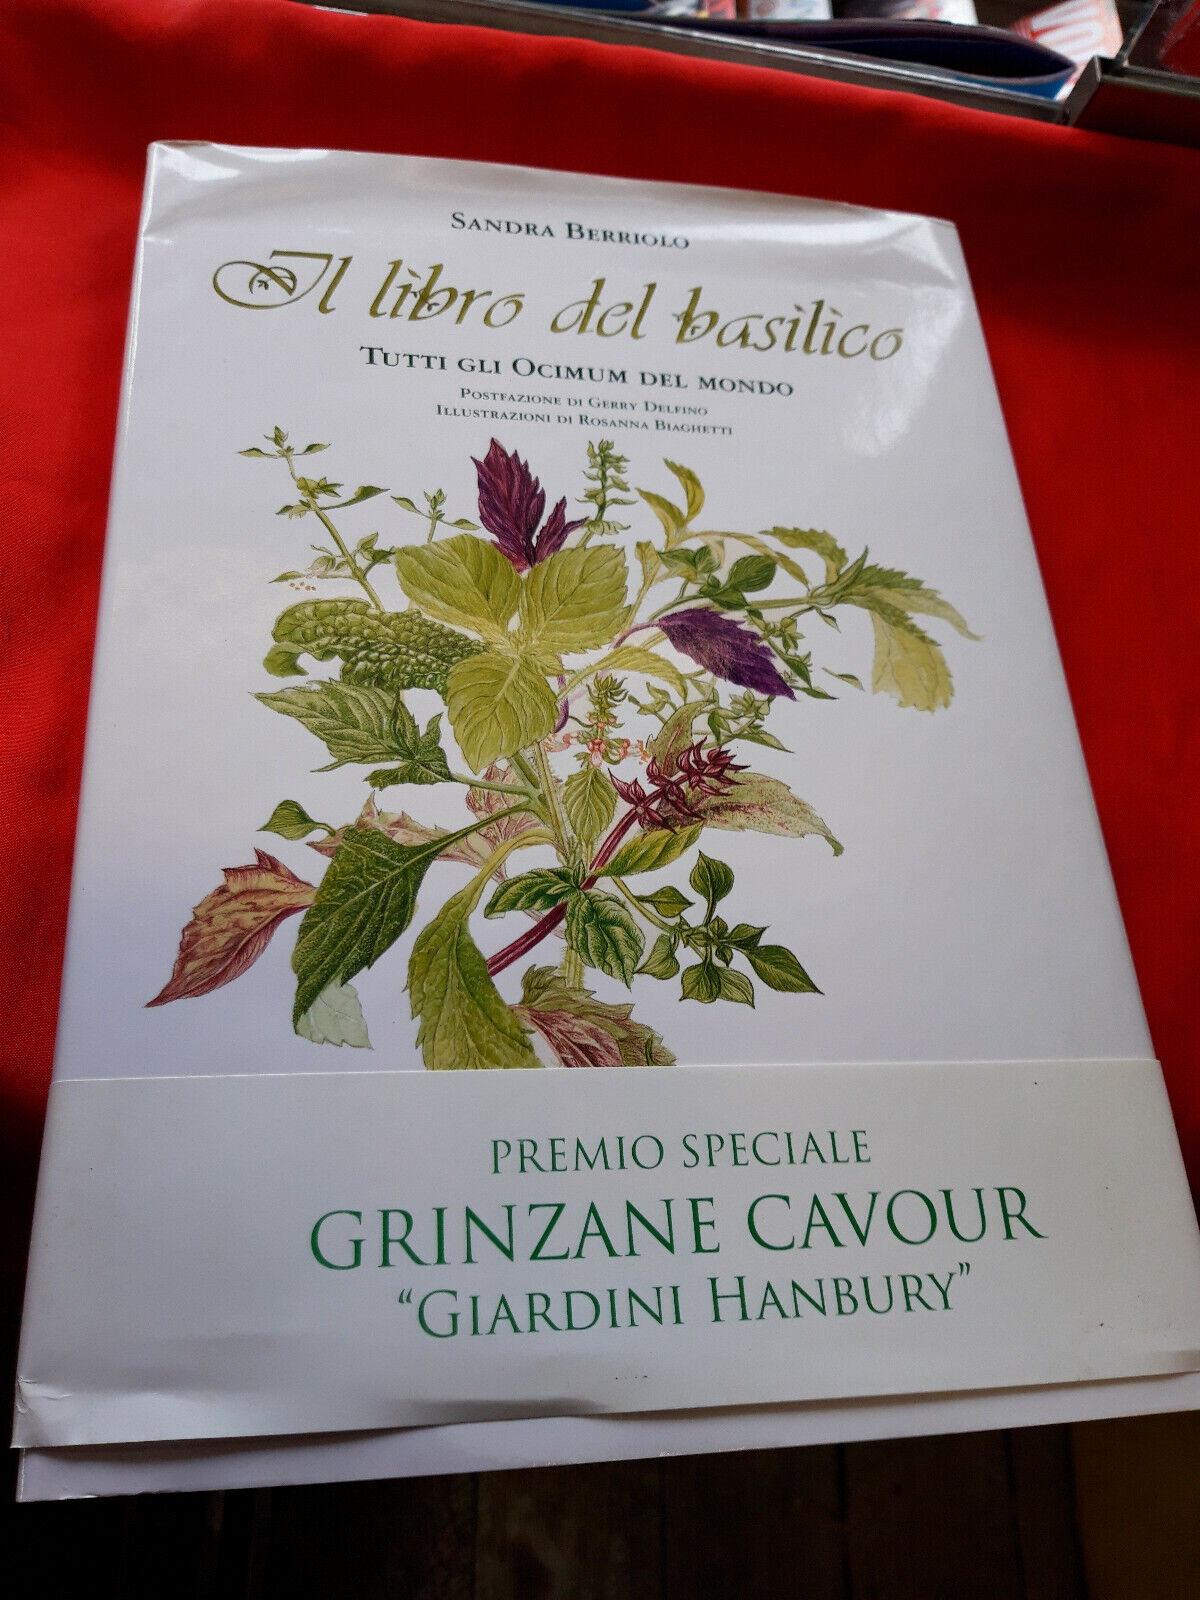 SANDRA BERRIOLO
Il libro del basilico
TUTTI GLI OCIMUM DEL MONDO
POSTFAZIONE DI GERRY DELFINO
ILLUSTRAZIONI DI ROSANNA BIAGHETTI
PREMIO SPECIALE
GRINZANE CAVOUR
“GIARDINI HANBURY”